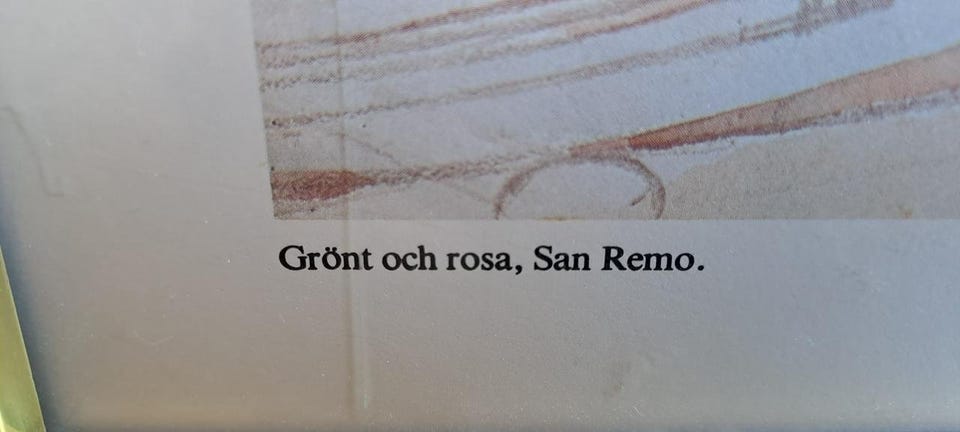 Grönt och rosa, San Remo.